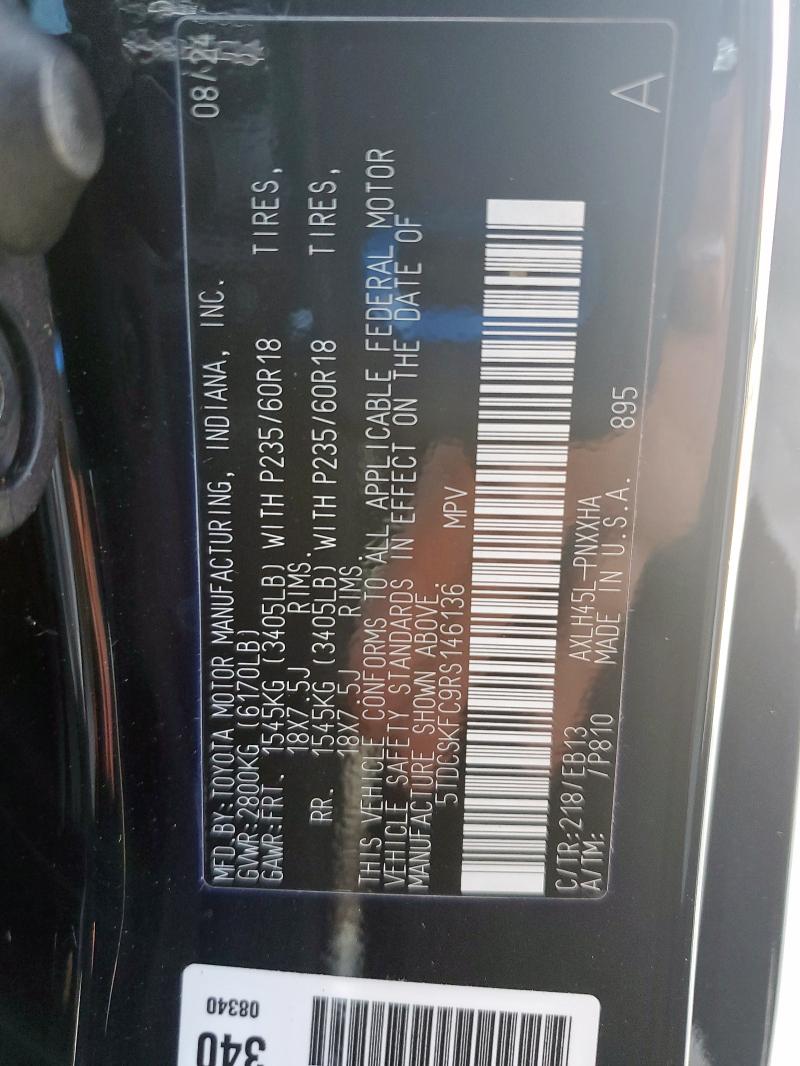 MFD.BY:TOYOTA MOTOR MANUFACTURING, INDIANA, INC. 08/24
GVWR:2800KG (6170LB)
GAWR:FRT. 1545KG (3405LB) WITH P235/60R18 TIRES,
18X7.5J RIMS.
RR. 1545KG (3405LB) WITH P235/60R18 TIRES,
18X7.5J RIMS.
THIS VEHICLE CONFORMS TO ALL APPLICABLE FEDERAL MOTOR
VEHICLE SAFETY STANDARDS IN EFFECT ON THE DATE OF
MANUFACTURE SHOWN ABOVE.
5TDCSKFC9RS146136 MPV
C/TR:218/EB13 AXLH45L-PNXXHA
A/TM: /P810 MADE IN U.S.A. 895
A
08340
340